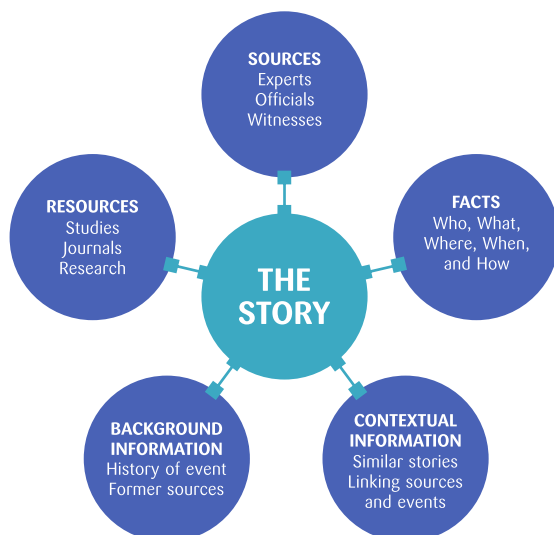 SOURCES
Experts
Officials
Witnesses
RESOURCES
Studies
Journals
Research
FACTS
Who, What,
Where, When,
and How
THE
STORY
BACKGROUND
INFORMATION
History of event
Former sources
CONTEXTUAL
INFORMATION
Similar stories
Linking sources
and events